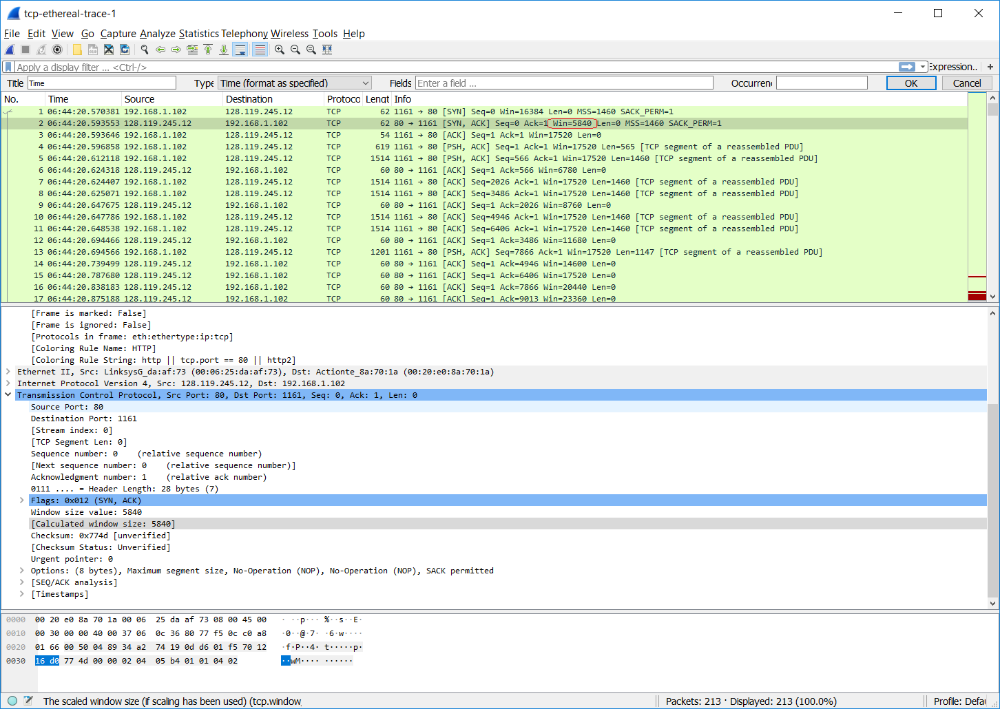 tcp-ethereal-trace-1
File Edit View Go Capture Analyze Statistics Telephony Wireless Tools Help
Apply a display filter ... <Ctrl-/> Expression.. +
Title Time Type Time (format as specified) Fields Enter a field ... Occurren OK Cancel
No. Time Source Destination Protoco Lengt Info
1 06:44:20.570381 192.168.1.102 128.119.245.12 TCP 62 1161 → 80 [SYN] Seq=0 Win=16384 Len=0 MSS=1460 SACK_PERM=1
2 06:44:20.593553 128.119.245.12 192.168.1.102 TCP 62 80 → 1161 [SYN, ACK] Seq=0 Ack=1 Win=5840 Len=0 MSS=1460 SACK_PERM=1
3 06:44:20.593646 192.168.1.102 128.119.245.12 TCP 54 1161 → 80 [ACK] Seq=1 Ack=1 Win=17520 Len=0
4 06:44:20.596858 192.168.1.102 128.119.245.12 TCP 619 1161 → 80 [PSH, ACK] Seq=1 Ack=1 Win=17520 Len=565 [TCP segment of a reassembled PDU]
5 06:44:20.612118 192.168.1.102 128.119.245.12 TCP 1514 1161 → 80 [PSH, ACK] Seq=566 Ack=1 Win=17520 Len=1460 [TCP segment of a reassembled PDU]
6 06:44:20.624318 128.119.245.12 192.168.1.102 TCP 60 80 → 1161 [ACK] Seq=1 Ack=566 Win=6780 Len=0
7 06:44:20.624407 192.168.1.102 128.119.245.12 TCP 1514 1161 → 80 [ACK] Seq=2026 Ack=1 Win=17520 Len=1460 [TCP segment of a reassembled PDU]
8 06:44:20.625071 192.168.1.102 128.119.245.12 TCP 1514 1161 → 80 [ACK] Seq=3486 Ack=1 Win=17520 Len=1460 [TCP segment of a reassembled PDU]
9 06:44:20.647675 128.119.245.12 192.168.1.102 TCP 60 80 → 1161 [ACK] Seq=1 Ack=2026 Win=8760 Len=0
10 06:44:20.647786 192.168.1.102 128.119.245.12 TCP 1514 1161 → 80 [ACK] Seq=4946 Ack=1 Win=17520 Len=1460 [TCP segment of a reassembled PDU]
11 06:44:20.648538 192.168.1.102 128.119.245.12 TCP 1514 1161 → 80 [ACK] Seq=6406 Ack=1 Win=17520 Len=1460 [TCP segment of a reassembled PDU]
12 06:44:20.694466 128.119.245.12 192.168.1.102 TCP 60 80 → 1161 [ACK] Seq=1 Ack=3486 Win=11680 Len=0
13 06:44:20.694566 192.168.1.102 128.119.245.12 TCP 1201 1161 → 80 [PSH, ACK] Seq=7866 Ack=1 Win=17520 Len=1147 [TCP segment of a reassembled PDU]
14 06:44:20.739499 128.119.245.12 192.168.1.102 TCP 60 80 → 1161 [ACK] Seq=1 Ack=4946 Win=14600 Len=0
15 06:44:20.787680 128.119.245.12 192.168.1.102 TCP 60 80 → 1161 [ACK] Seq=1 Ack=6406 Win=17520 Len=0
16 06:44:20.838183 128.119.245.12 192.168.1.102 TCP 60 80 → 1161 [ACK] Seq=1 Ack=7866 Win=20440 Len=0
17 06:44:20.875188 128.119.245.12 192.168.1.102 TCP 60 80 → 1161 [ACK] Seq=1 Ack=9013 Win=23360 Len=0
[Frame is marked: False]
[Frame is ignored: False]
[Protocols in frame: eth:ethertype:ip:tcp]
[Coloring Rule Name: HTTP]
[Coloring Rule String: http || tcp.port == 80 || http2]
Ethernet II, Src: LinksysG_da:af:73 (00:06:25:da:af:73), Dst: Actionte_8a:70:1a (00:20:e0:8a:70:1a)
Internet Protocol Version 4, Src: 128.119.245.12, Dst: 192.168.1.102
Transmission Control Protocol, Src Port: 80, Dst Port: 1161, Seq: 0, Ack: 1, Len: 0
Source Port: 80
Destination Port: 1161
[Stream index: 0]
[TCP Segment Len: 0]
Sequence number: 0 (relative sequence number)
[Next sequence number: 0 (relative sequence number)]
Acknowledgment number: 1 (relative ack number)
0111 .... = Header Length: 28 bytes (7)
Flags: 0x012 (SYN, ACK)
Window size value: 5840
[Calculated window size: 5840]
Checksum: 0x774d [unverified]
[Checksum Status: Unverified]
Urgent pointer: 0
Options: (8 bytes), Maximum segment size, No-Operation (NOP), No-Operation (NOP), SACK permitted
[SEQ/ACK analysis]
[Timestamps]
0000 00 20 e0 8a 70 1a 00 06 25 da af 73 08 00 45 00 · ··p··· %··s··E·
0010 00 30 00 00 40 00 37 06 0c 36 80 77 f5 0c c0 a8 ·0··@·7· ·6·w····
0020 01 66 00 50 04 89 34 a2 74 19 0d d6 01 f5 70 12 ·f·P··4· t·····p·
0030 16 d0 77 4d 00 00 02 04 05 b4 01 01 04 02 ··wM···· ······
The scaled window size (if scaling has been used) (tcp.window_ Packets: 213 · Displayed: 213 (100.0%) Profile: Defau